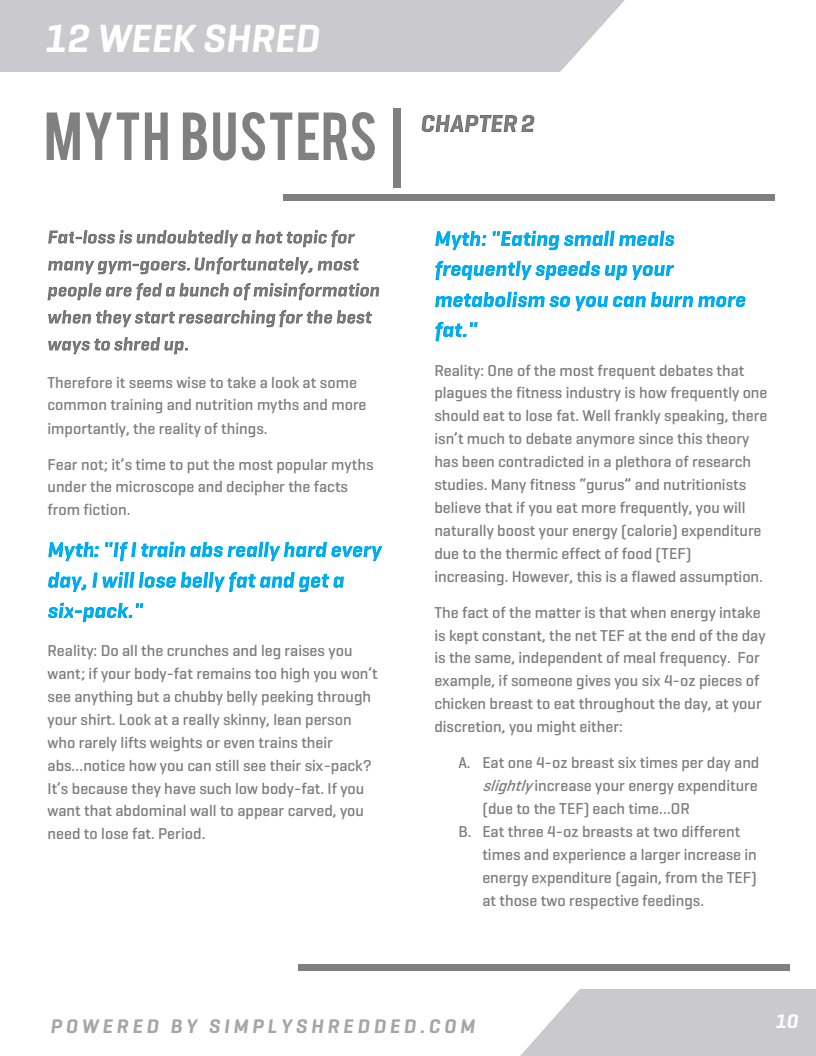 12 WEEK SHRED
MYTH BUSTERS
CHAPTER 2
Fat-loss is undoubtedly a hot topic for
many gym-goers. Unfortunately, most
people are fed a bunch of misinformation
when they start researching for the best
ways to shred up.
Therefore it seems wise to take a look at some
common training and nutrition myths and more
importantly, the reality of things.
Fear not; it's time to put the most popular myths
under the microscope and decipher the facts
from fiction.
Myth: "If I train abs really hard every
day, I will lose belly fat and get a
six-pack."
Reality: Do all the crunches and leg raises you
want; if your body-fat remains too high you won't
see anything but a chubby belly peeking through
your shirt. Look at a really skinny, lean person
who rarely lifts weights or even trains their
abs...notice how you can still see their six-pack?
It's because they have such low body-fat. If you
want that abdominal wall to appear carved, you
need to lose fat. Period.
Myth: "Eating small meals
frequently speeds up your
metabolism so you can burn more
fat."
Reality: One of the most frequent debates that
plagues the fitness industry is how frequently one
should eat to lose fat. Well frankly speaking, there
isn't much to debate anymore since this theory
has been contradicted in a plethora of research
studies. Many fitness "gurus" and nutritionists
believe that if you eat more frequently, you will
naturally boost your energy (calorie) expenditure
due to the thermic effect of food (TEF)
increasing. However, this is a flawed assumption.
The fact of the matter is that when energy intake
is kept constant, the net TEF at the end of the day
is the same, independent of meal frequency. For
example, if someone gives you six 4-oz pieces of
chicken breast to eat throughout the day, at your
discretion, you might either:
A. Eat one 4-oz breast six times per day and
slightly increase your energy expenditure
(due to the TEF) each time...OR
B. Eat three 4-oz breasts at two different
times and experience a larger increase in
energy expenditure (again, from the TEF)
at those two respective feedings.
POWERED BY SIMPLYSHREDDED.COM
10